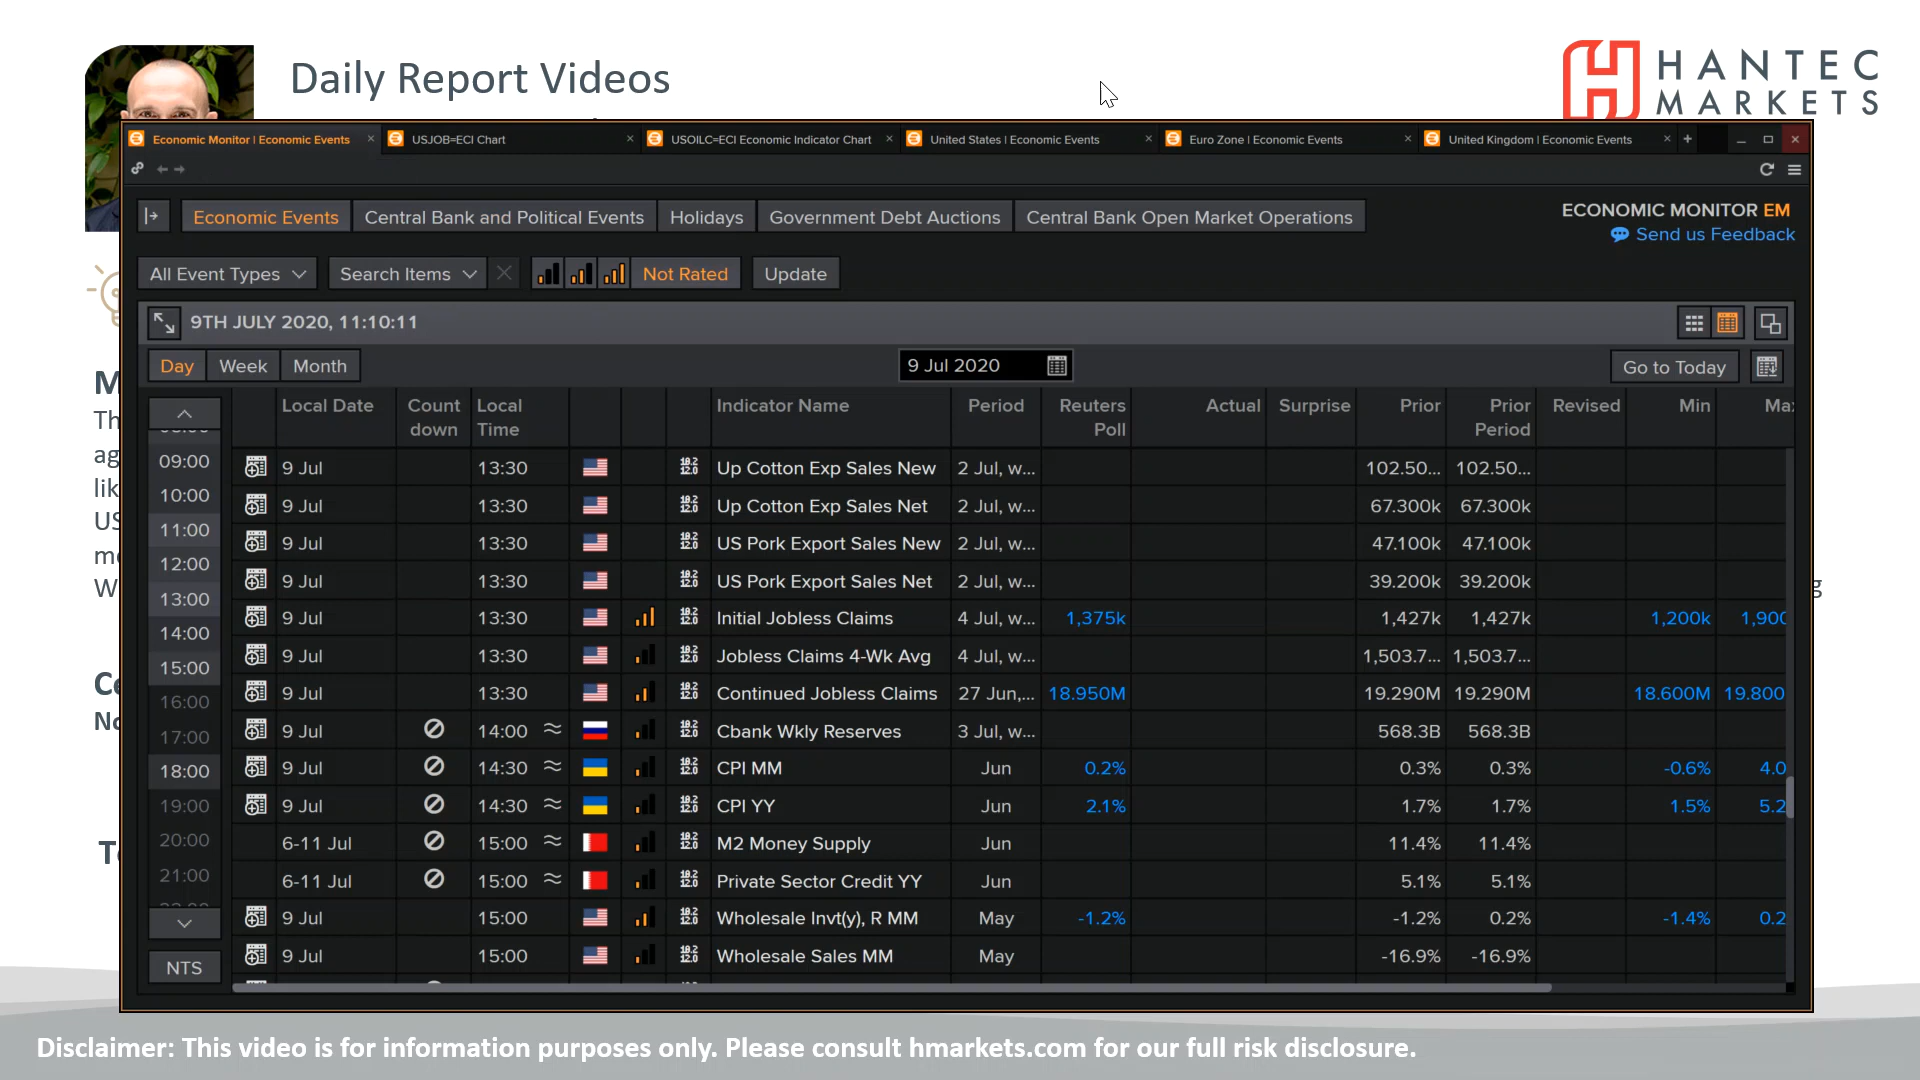 Daily Report Videos
HANTEC
MARKETS
Economic Monitor | Economic Events
USJOB=ECI Chart
USOILC=ECI Economic Indicator Chart
United States | Economic Events
Euro Zone | Economic Events
United Kingdom | Economic Events
Economic Events
Central Bank and Political Events
Holidays
Government Debt Auctions
Central Bank Open Market Operations
ECONOMIC MONITOR EM
Send us Feedback
All Event Types
Search Items
Not Rated
Update
9TH JULY 2020, 11:10:11
Day Week Month
9 Jul 2020
Go to Today
Local Date Count down Local Time Indicator Name Period Reuters Poll Actual Surprise Prior Prior Period Revised Min Ma
09:00
10:00
11:00
12:00
13:00
14:00
15:00
16:00
17:00
18:00
19:00
20:00
21:00
NTS
9 Jul 13:30 Up Cotton Exp Sales New 2 Jul, w... 102.50... 102.50...
9 Jul 13:30 Up Cotton Exp Sales Net 2 Jul, w... 67.300k 67.300k
9 Jul 13:30 US Pork Export Sales New 2 Jul, w... 47.100k 47.100k
9 Jul 13:30 US Pork Export Sales Net 2 Jul, w... 39.200k 39.200k
9 Jul 13:30 Initial Jobless Claims 4 Jul, w... 1,375k 1,427k 1,427k 1,200k 1,900
9 Jul 13:30 Jobless Claims 4-Wk Avg 4 Jul, w... 1,503.7... 1,503.7...
9 Jul 13:30 Continued Jobless Claims 27 Jun,... 18.950M 19.290M 19.290M 18.600M 19.800
9 Jul 14:00 ≈ Cbank Wkly Reserves 3 Jul, w... 568.3B 568.3B
9 Jul 14:30 ≈ CPI MM Jun 0.2% 0.3% 0.3% -0.6% 4.0
9 Jul 14:30 ≈ CPI YY Jun 2.1% 1.7% 1.7% 1.5% 5.2
6-11 Jul 15:00 ≈ M2 Money Supply Jun 11.4% 11.4%
6-11 Jul 15:00 ≈ Private Sector Credit YY Jun 5.1% 5.1%
9 Jul 15:00 Wholesale Invt(y), R MM May -1.2% -1.2% 0.2% -1.4% 0.2
9 Jul 15:00 Wholesale Sales MM May -16.9% -16.9%
Disclaimer: This video is for information purposes only. Please consult hmarkets.com for our full risk disclosure.